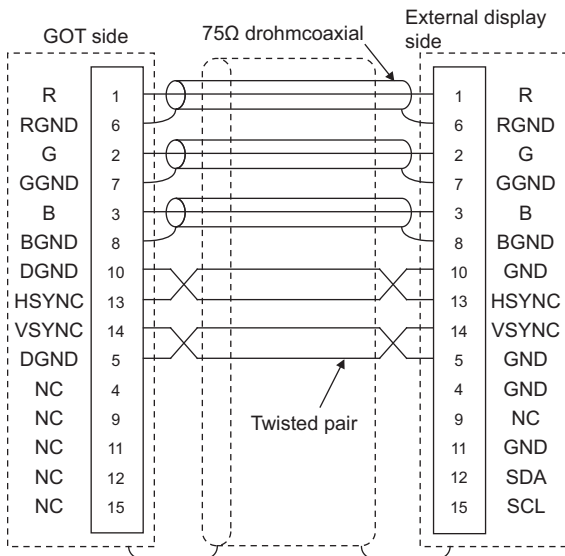 GOT side
75Ω drohmcoaxial
External display
side
R 1 1 R
RGND 6 6 RGND
G 2 2 G
GGND 7 7 GGND
B 3 3 B
BGND 8 8 BGND
DGND 10 10 GND
HSYNC 13 13 HSYNC
VSYNC 14 14 VSYNC
DGND 5 5 GND
NC 4 4 GND
NC 9 9 NC
NC 11 11 GND
NC 12 12 SDA
NC 15 15 SCL
Twisted pair